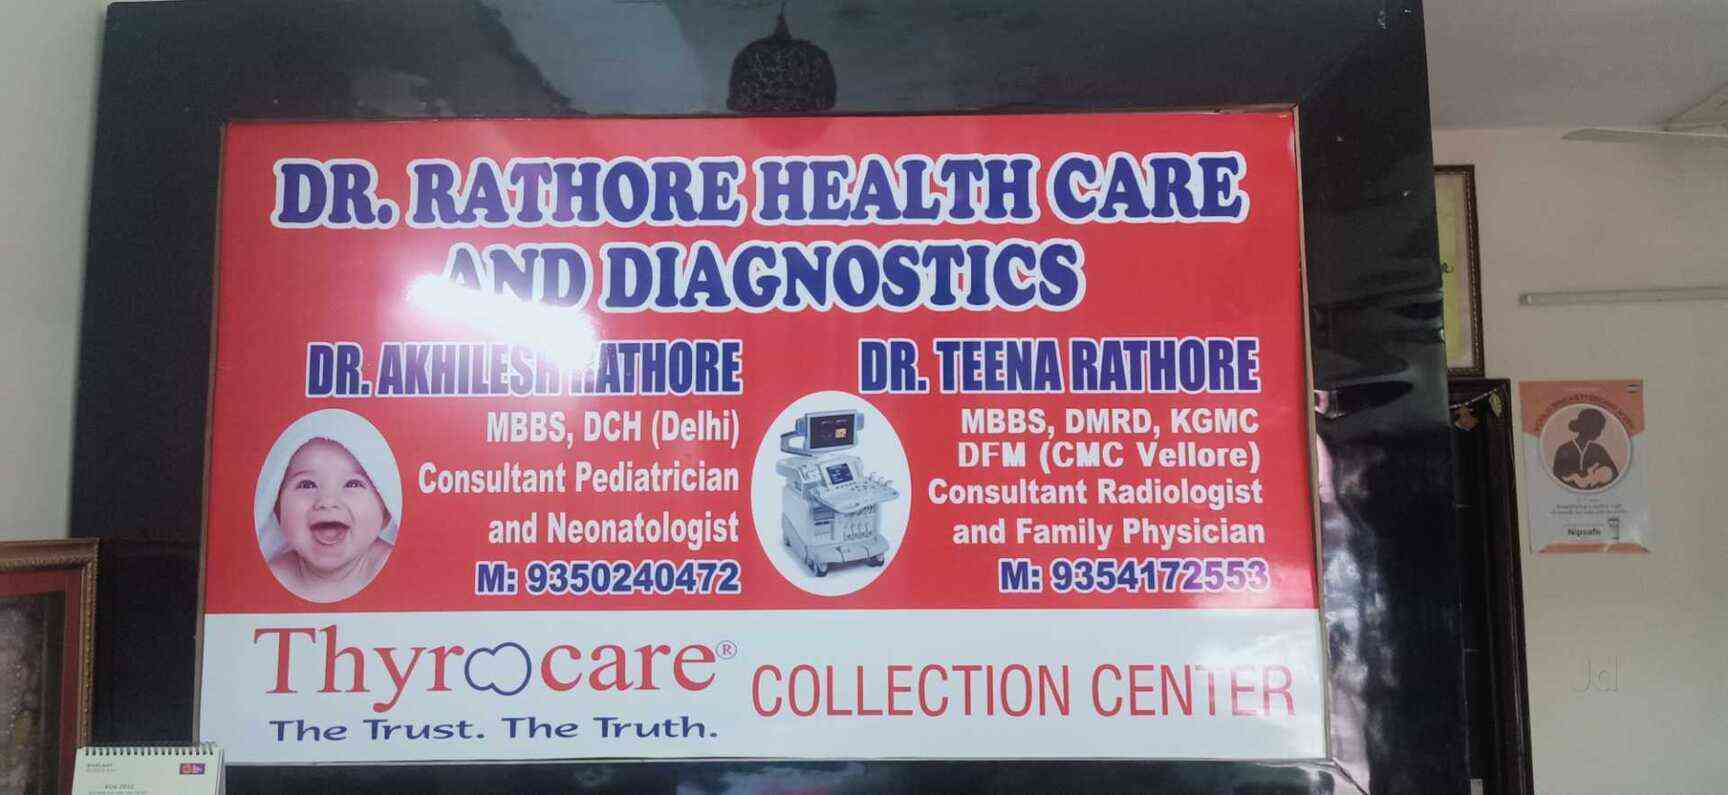 DR. RATHORE HEALTH CARE
AND DIAGNOSTICS
DR. AKHILESH RATHORE
MBBS, DCH (Delhi)
Consultant Pediatrician
and Neonatologist
M: 9350240472
DR. TEENA RATHORE
MBBS, DMRD, KGMC
DFM (CMC Vellore)
Consultant Radiologist
and Family Physician
M: 9354172553
Thyrocare®
The Trust. The Truth.
COLLECTION CENTER
Nipsafe
Jd